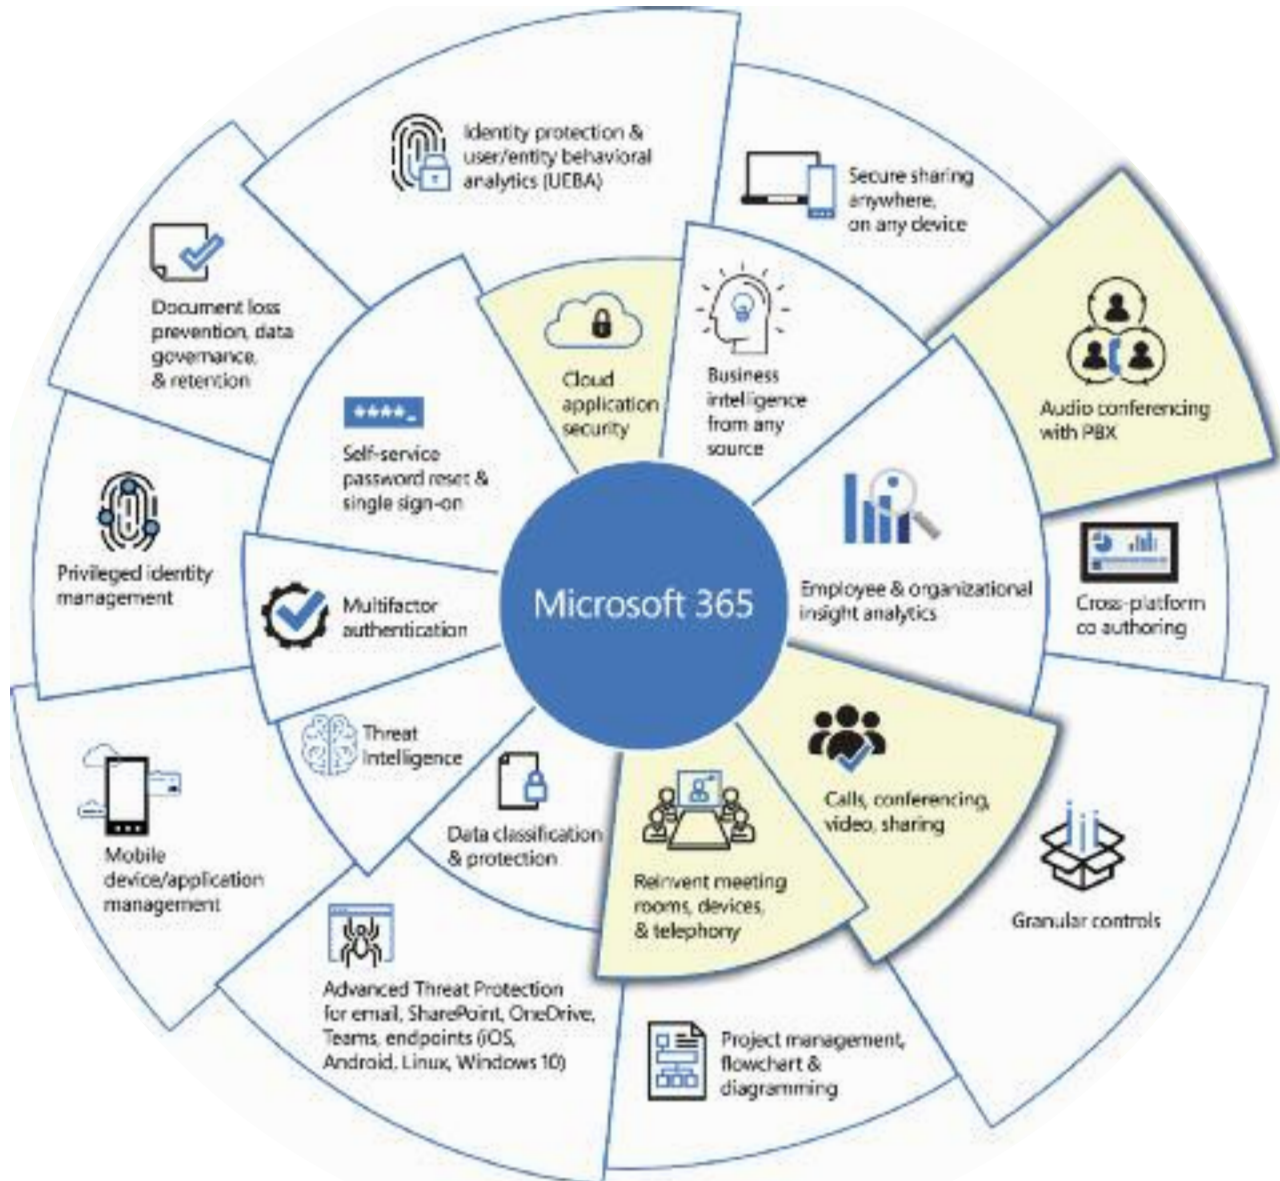 Identity protection &
user/entity behavioral
analytics (UEBA)
Secure sharing
anywhere,
on any device
Document loss
prevention, data
governance,
& retention
Cloud
application
security
Business
intelligence
from any
source
Audio conferencing
with PBX
****_
Self-service
password reset &
single sign-on
Privileged identity
management
Multifactor
authentication
Microsoft 365
Employee & organizational
insight analytics
Cross-platform
co authoring
Threat
Intelligence
Data classification
& protection
Calls, conferencing,
video, sharing
Reinvent meeting
rooms, devices,
& telephony
Mobile
device/application
management
Granular controls
Advanced Threat Protection
for email, SharePoint, OneDrive,
Teams, endpoints (iOS,
Android, Linux, Windows 10)
Project management,
flowchart &
diagramming